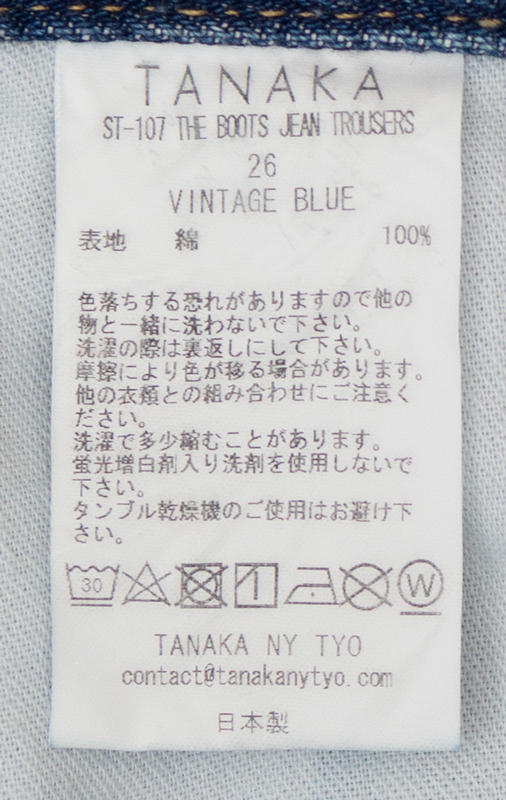 TANAKA
ST-107 THE BOOTS JEAN TROUSERS
26
VINTAGE BLUE
表地 綿 100%
色落ちする恐れがありますので他の
物と一緒に洗わないで下さい。
洗濯の際は裏返しにして下さい。
摩擦により色が移る場合があります。
他の衣類との組み合わせにご注意く
ださい。
洗濯で多少縮むことがあります。
蛍光増白剤入り洗剤を使用しないで
下さい。
タンブル乾燥機のご使用はお避け下
さい。
30 W
TANAKA NY TYO
contact@tanakanytyo.com
日本製